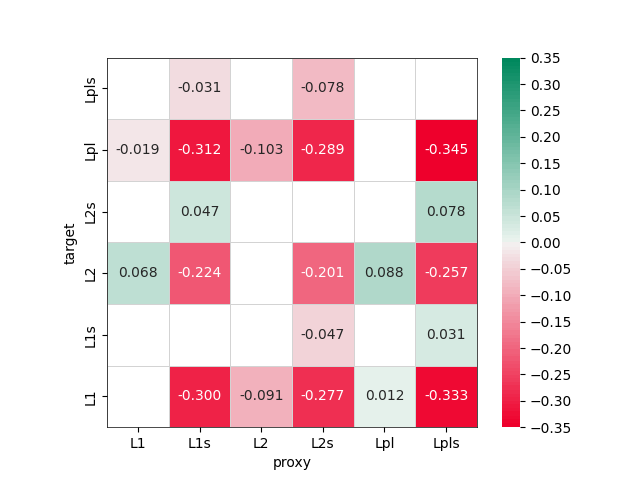 Lpls -0.031 -0.078
Lpl -0.019 -0.312 -0.103 -0.289 -0.345
L2s 0.047 0.078
L2 0.068 -0.224 -0.201 0.088 -0.257
L1s -0.047 0.031
L1 -0.300 -0.091 -0.277 0.012 -0.333
L1 L1s L2 L2s Lpl Lpls
proxy
target
0.35
0.30
0.25
0.20
0.15
0.10
0.05
0.00
−0.05
−0.10
−0.15
−0.20
−0.25
−0.30
−0.35